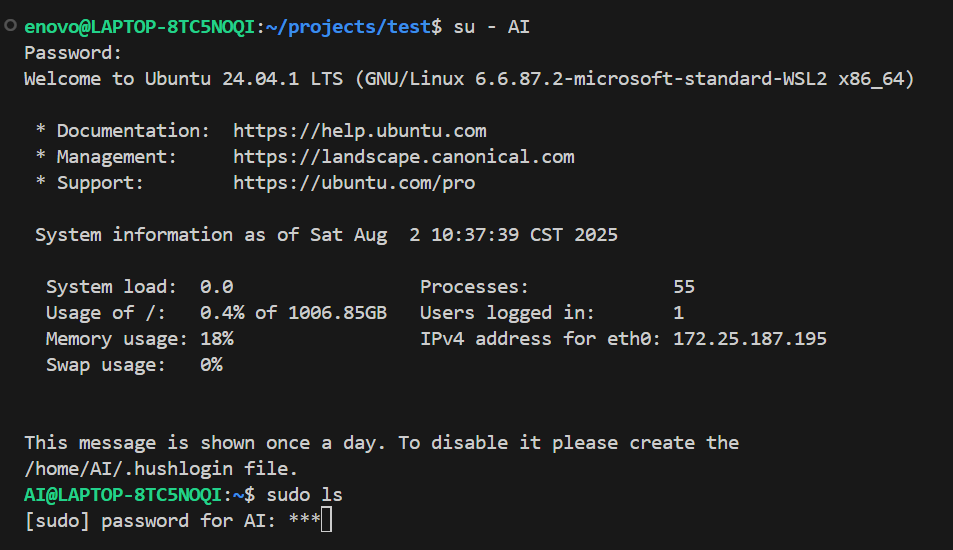 enovo@LAPTOP-8TC5NOQI:~/projects/test$ su - AI
Password:
Welcome to Ubuntu 24.04.1 LTS (GNU/Linux 6.6.87.2-microsoft-standard-WSL2 x86_64)
* Documentation:  https://help.ubuntu.com
* Management:     https://landscape.canonical.com
* Support:        https://ubuntu.com/pro
System information as of Sat Aug  2 10:37:39 CST 2025
System load:  0.0                 Processes:             55
Usage of /:   0.4% of 1006.85GB   Users logged in:       1
Memory usage: 18%                 IPv4 address for eth0: 172.25.187.195
Swap usage:   0%
This message is shown once a day. To disable it please create the
/home/AI/.hushlogin file.
AI@LAPTOP-8TC5NOQI:~$ sudo ls
[sudo] password for AI: ***